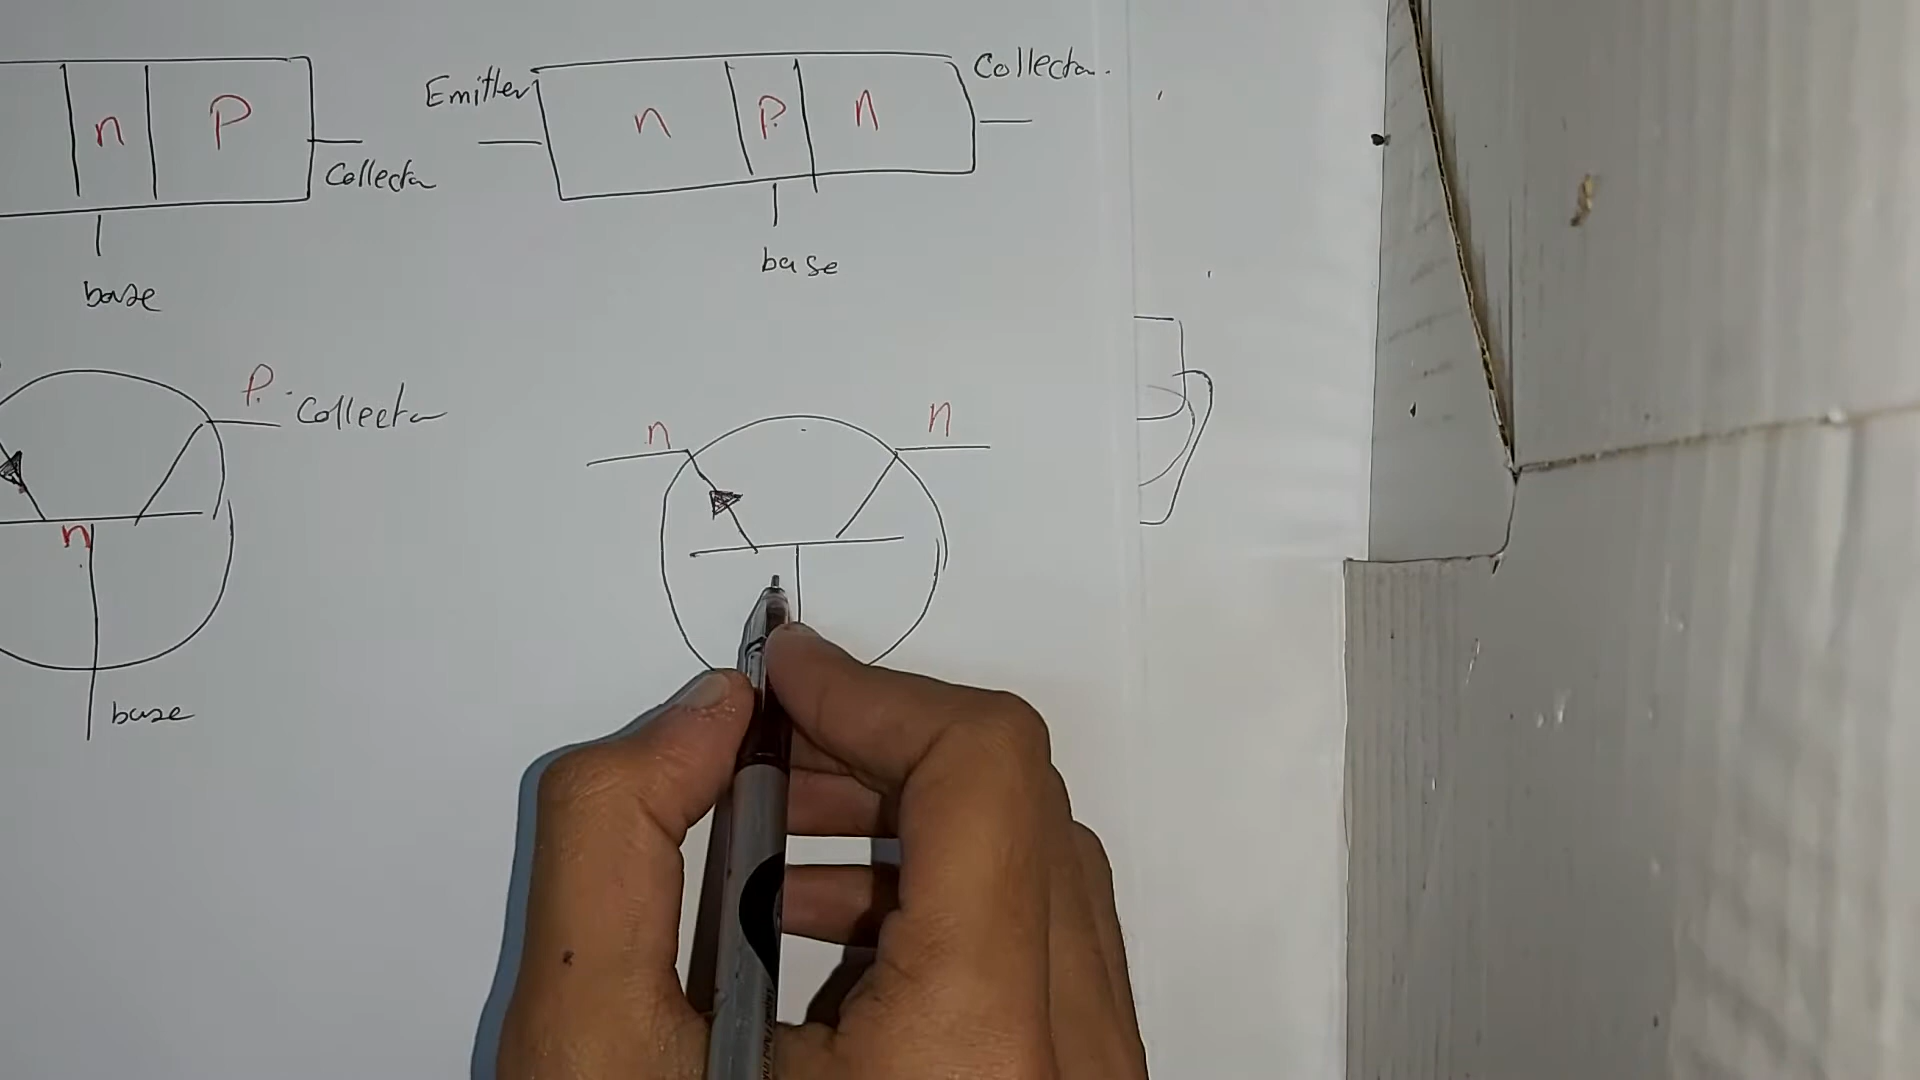 n P
Collecta
base
Emitter
n P n
Collecta.
base
P.
Collecta
n
base
n
n